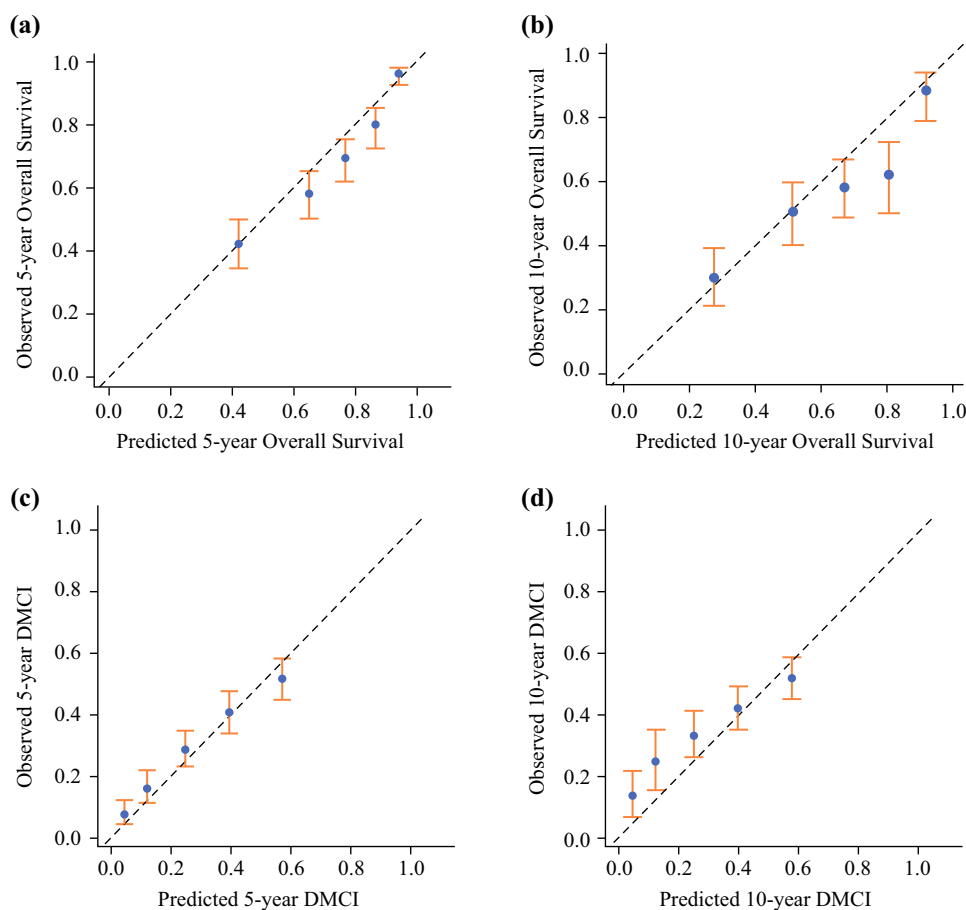 (a)
Observed 5-year Overall Survival
1.0
0.8
0.6
0.4
0.2
0.0
0.0 0.2 0.4 0.6 0.8 1.0
Predicted 5-year Overall Survival
(b)
Observed 10-year Overall Survival
1.0
0.8
0.6
0.4
0.2
0.0
0.0 0.2 0.4 0.6 0.8 1.0
Predicted 10-year Overall Survival
(c)
Observed 5-year DMCI
1.0
0.8
0.6
0.4
0.2
0.0
0.0 0.2 0.4 0.6 0.8 1.0
Predicted 5-year DMCI
(d)
Observed 10-year DMCI
1.0
0.8
0.6
0.4
0.2
0.0
0.0 0.2 0.4 0.6 0.8 1.0
Predicted 10-year DMCI